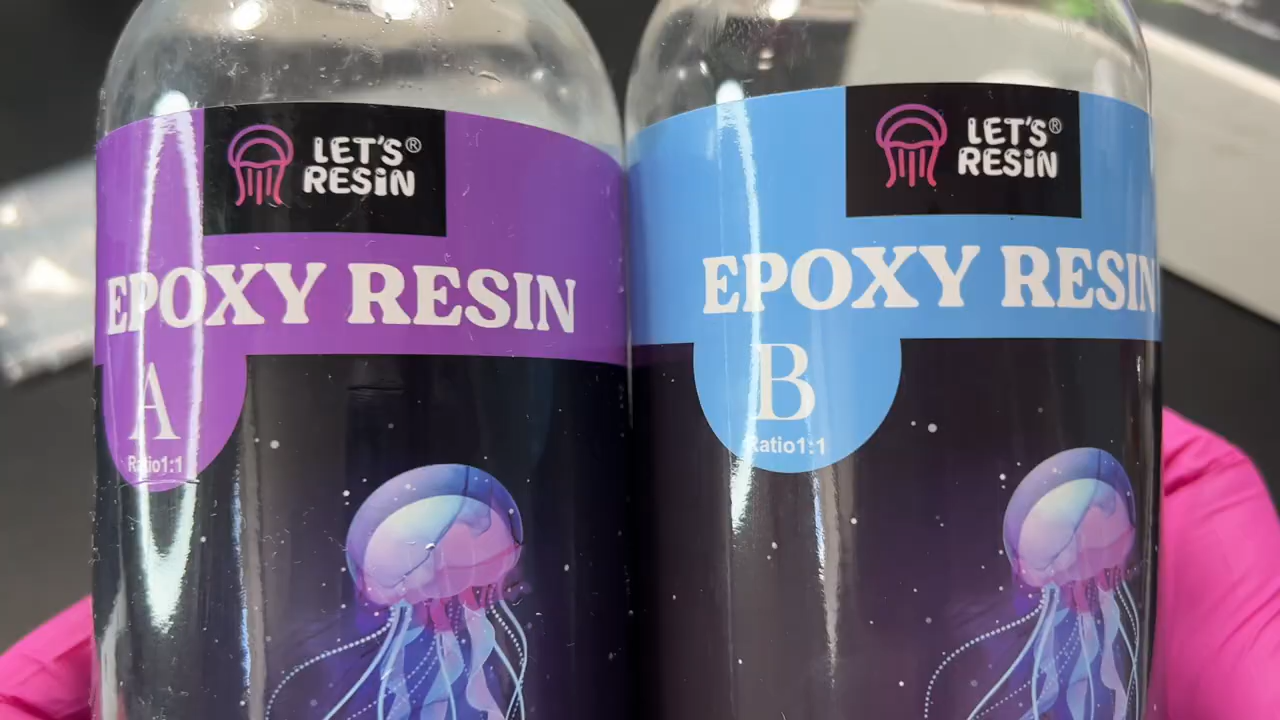 LET'S®
RESIN
EPOXY RESIN
A
Ratio1:1
LET'S®
RESIN
EPOXY RESIN
B
Ratio1:1